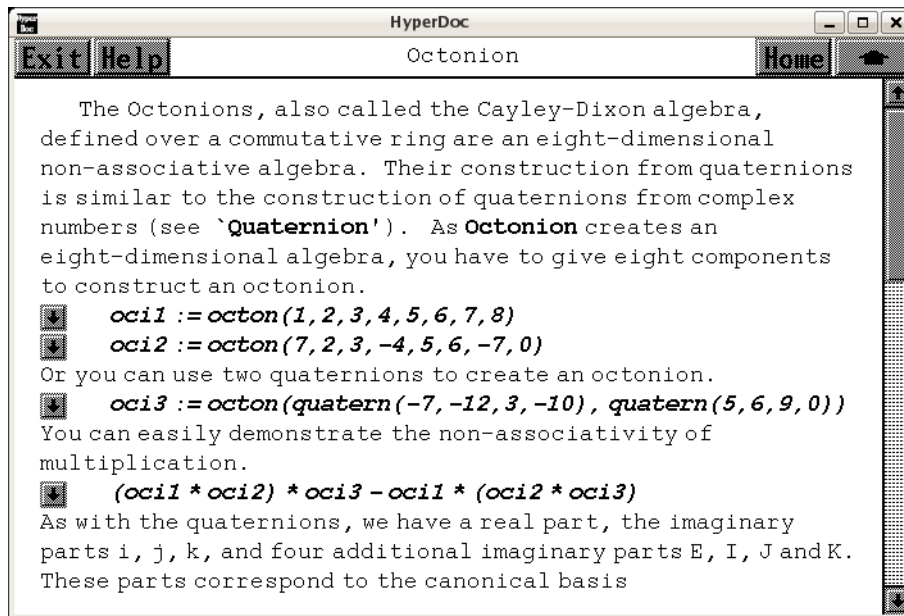 Hyper Doc HyperDoc
Exit Help Octonion Home
The Octonions, also called the Cayley-Dixon algebra,
defined over a commutative ring are an eight-dimensional
non-associative algebra. Their construction from quaternions
is similar to the construction of quaternions from complex
numbers (see `Quaternion'). As Octonion creates an
eight-dimensional algebra, you have to give eight components
to construct an octonion.
oci1 := octon(1,2,3,4,5,6,7,8)
oci2 := octon(7,2,3,-4,5,6,-7,0)
Or you can use two quaternions to create an octonion.
oci3 := octon(quatern(-7,-12,3,-10), quatern(5,6,9,0))
You can easily demonstrate the non-associativity of
multiplication.
(oci1 * oci2) * oci3 - oci1 * (oci2 * oci3)
As with the quaternions, we have a real part, the imaginary
parts i, j, k, and four additional imaginary parts E, I, J and K.
These parts correspond to the canonical basis